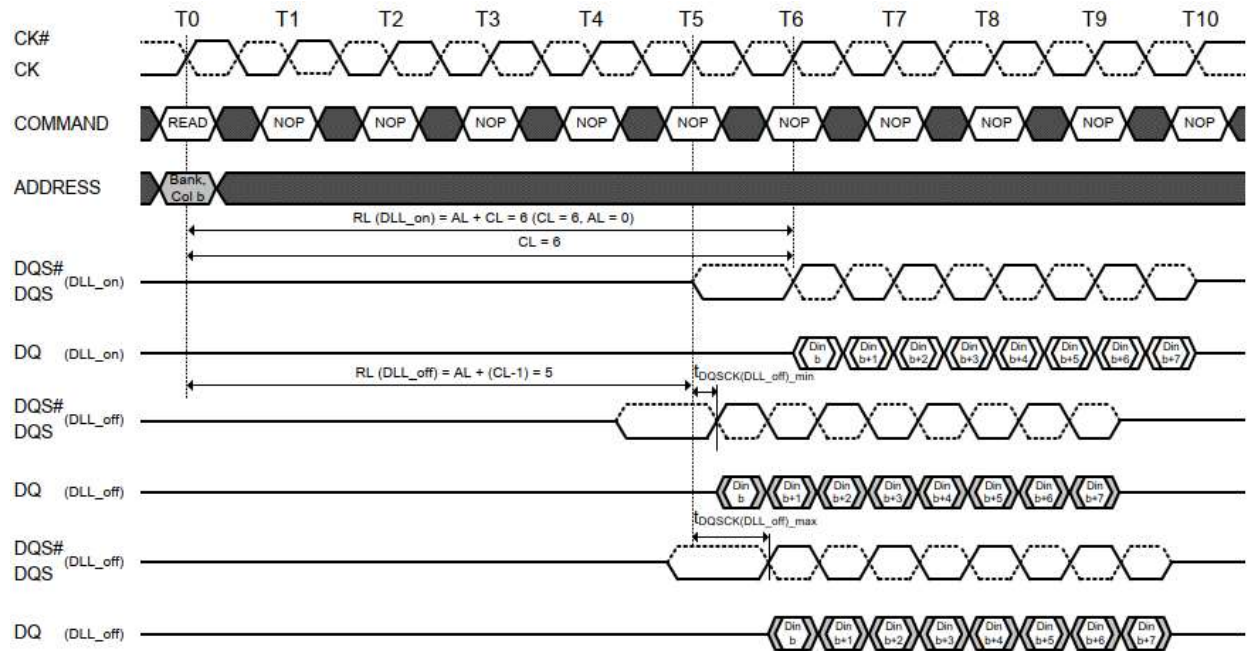 T0 T1 T2 T3 T4 T5 T6 T7 T8 T9 T10
CK#
CK
COMMAND READ NOP NOP NOP NOP NOP NOP NOP NOP NOP NOP
ADDRESS Bank, Col b
RL (DLL_on) = AL + CL = 6 (CL = 6, AL = 0)
CL = 6
DQS# (DLL_on)
DQS
DQ (DLL_on) Din b Din b+1 Din b+2 Din b+3 Din b+4 Din b+5 Din b+6 Din b+7
RL (DLL_off) = AL + (CL-1) = 5 tDQSCK(DLL_off)_min
DQS# (DLL_off)
DQS
DQ (DLL_off) Din b Din b+1 Din b+2 Din b+3 Din b+4 Din b+5 Din b+6 Din b+7
tDQSCK(DLL_off)_max
DQS# (DLL_off)
DQS
DQ (DLL_off) Din b Din b+1 Din b+2 Din b+3 Din b+4 Din b+5 Din b+6 Din b+7